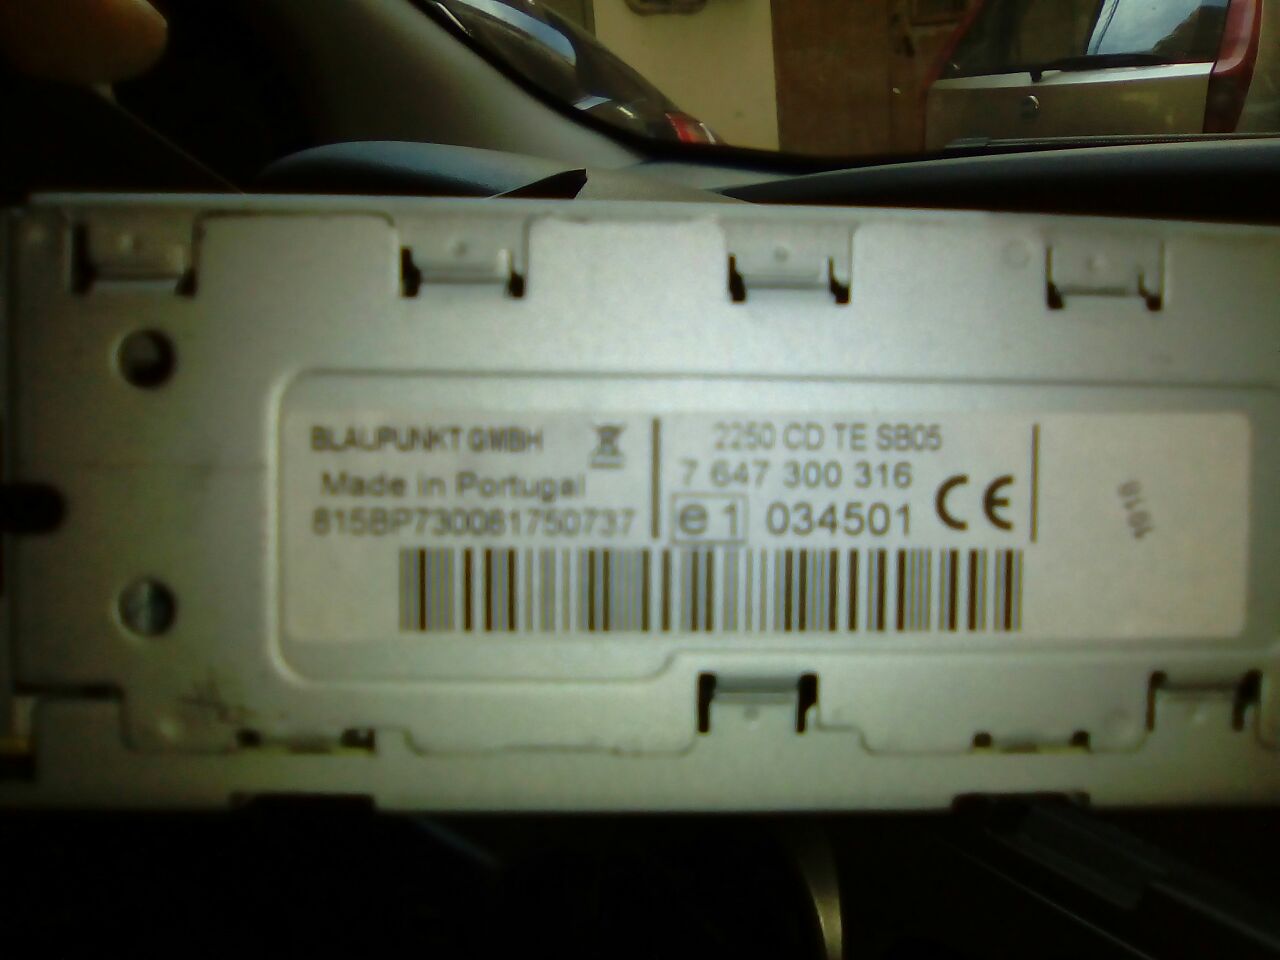 BLAUPUNKT GMBH
Made in Portugal
815BP730081750737
2250 CD TE SB05
7 647 300 316
e1 034501 CE